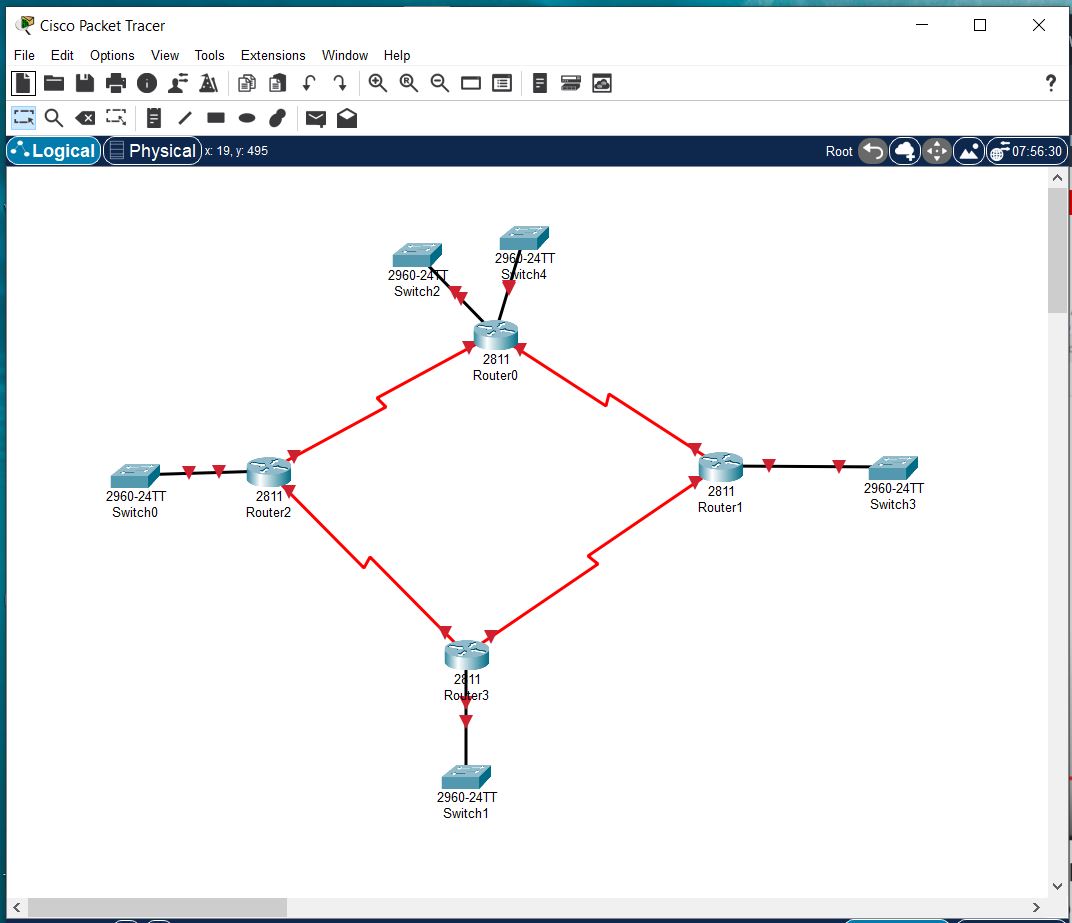 Cisco Packet Tracer
File Edit Options View Tools Extensions Window Help
?
Logical Physical x: 19, y: 495 Root 07:56:30
2960-24TT
Switch4
2960-24TT
Switch2
2811
Router0
2960-24TT
Switch0
2811
Router2
2811
Router1
2960-24TT
Switch3
2811
Router3
2960-24TT
Switch1